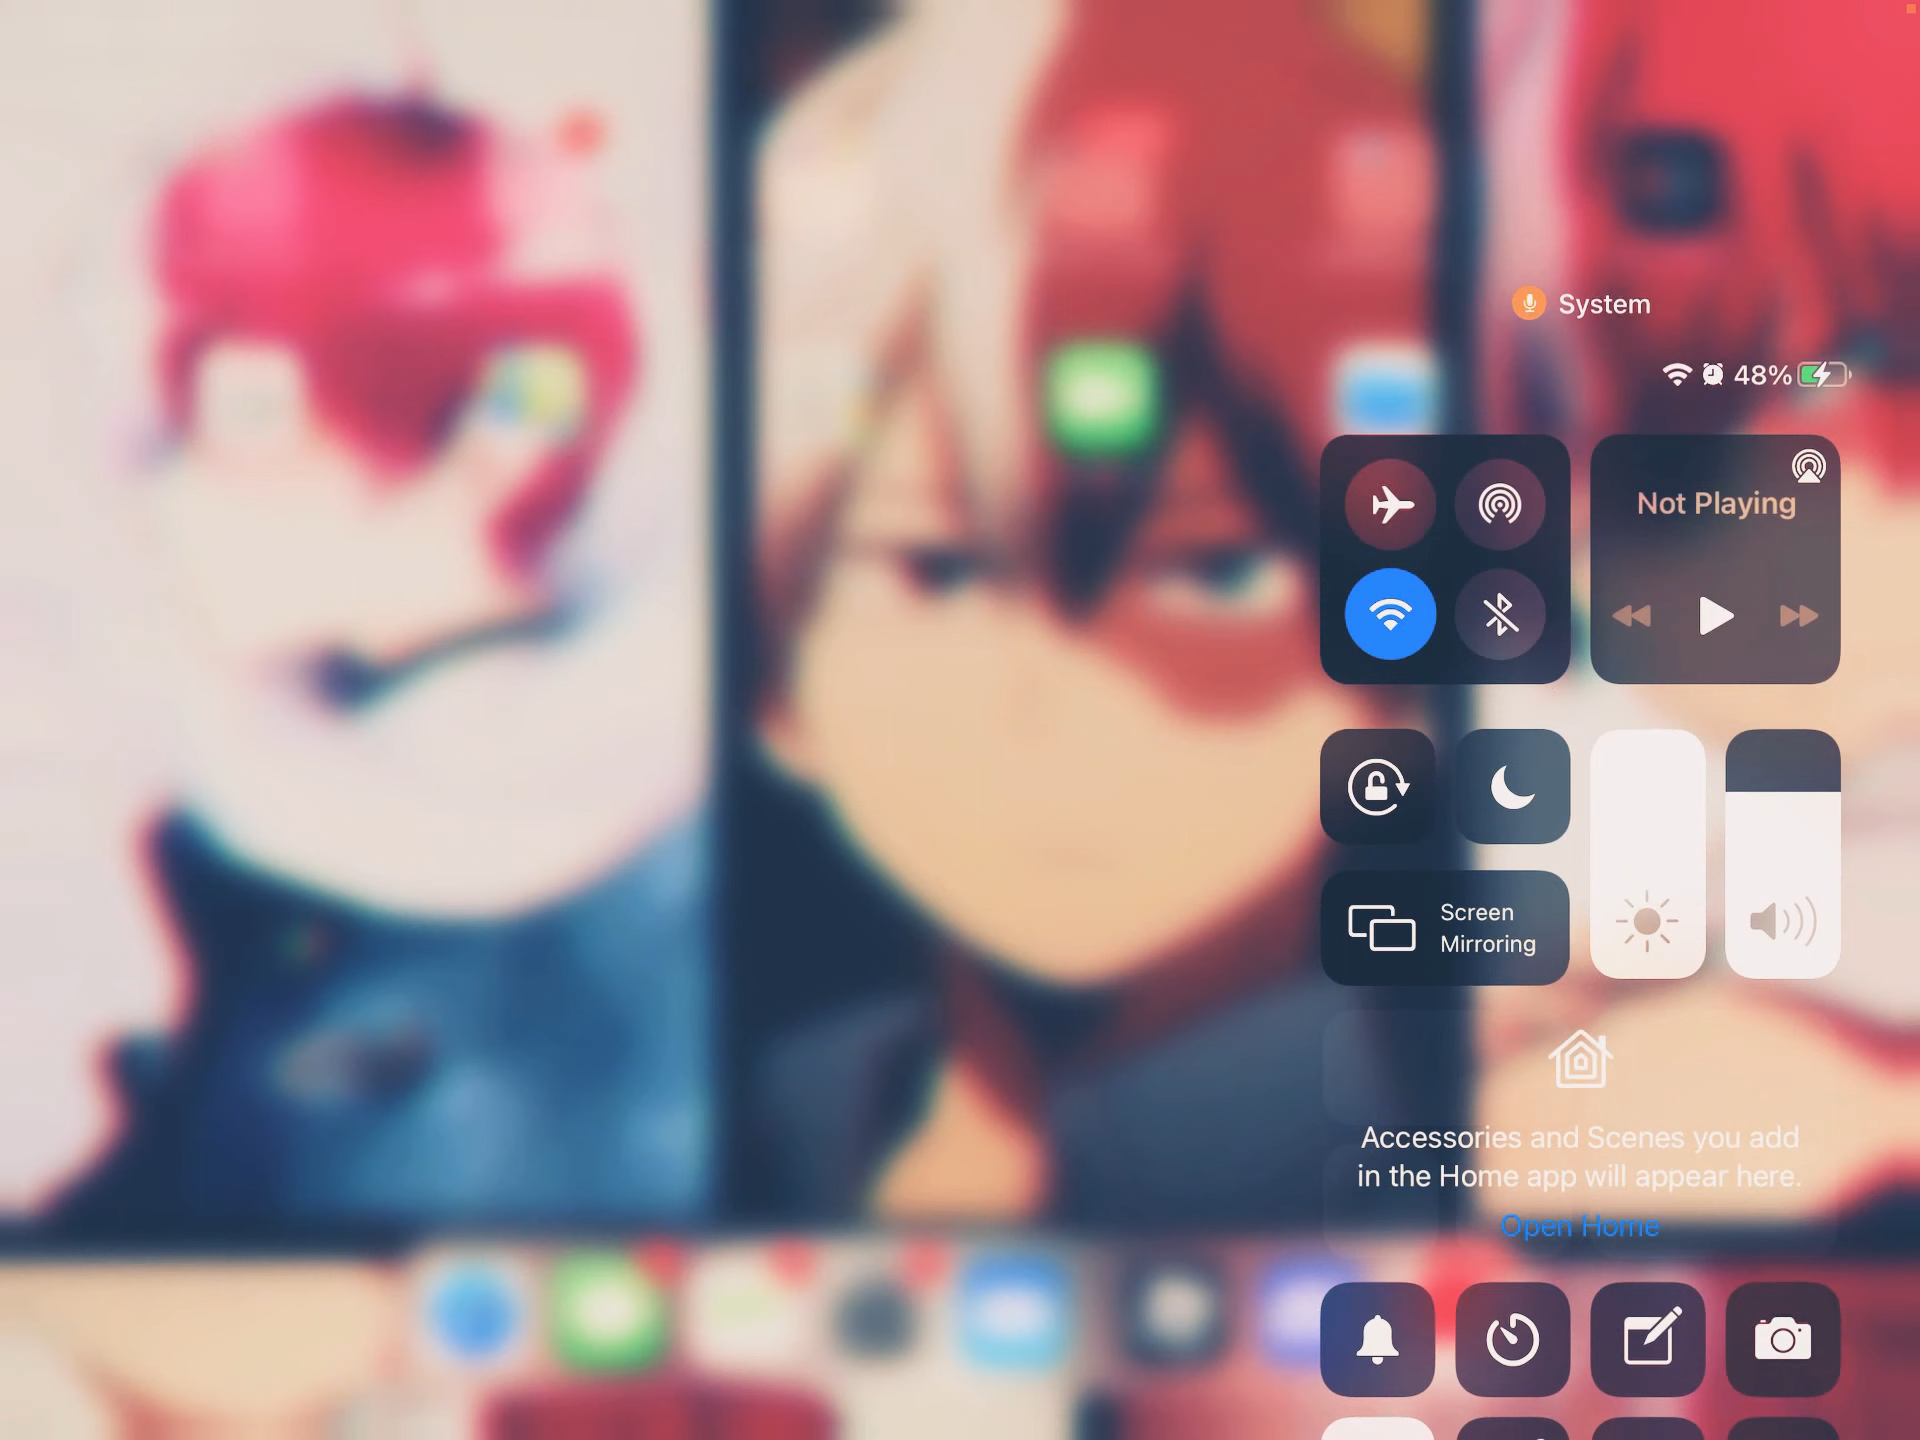 System
48%
Not Playing
Screen
Mirroring
Accessories and Scenes you add
in the Home app will appear here.
Open Home